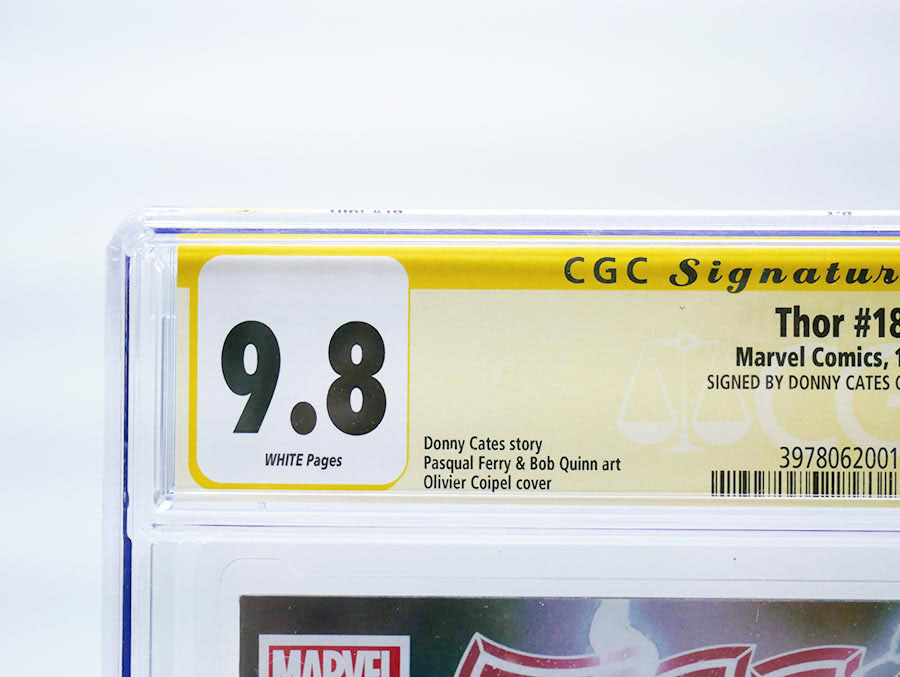 CGC Signatur
9.8
WHITE Pages
Thor #18
Marvel Comics, 1
SIGNED BY DONNY CATES O
Donny Cates story
Pasqual Ferry & Bob Quinn art
Olivier Coipel cover
3978062001
MARVEL